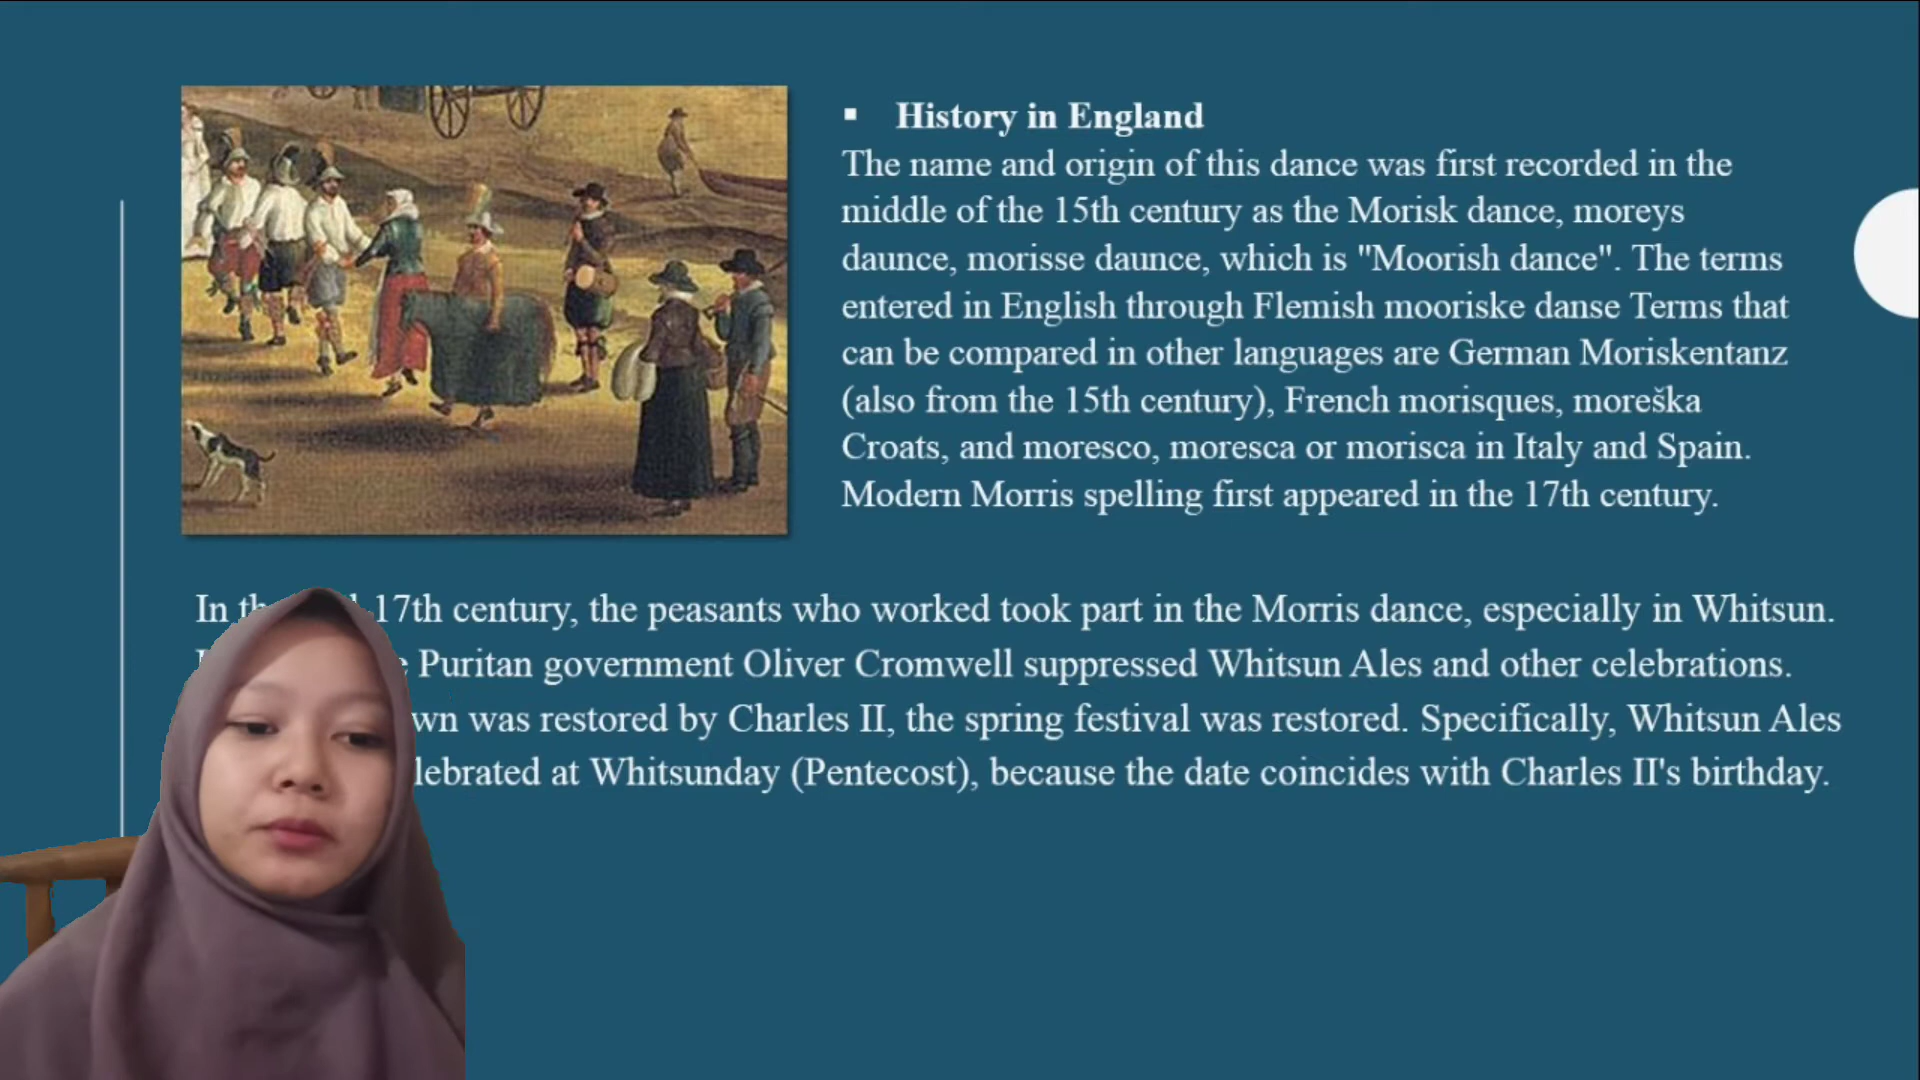 ▪ History in England
The name and origin of this dance was first recorded in the
middle of the 15th century as the Morisk dance, moreys
daunce, morisse daunce, which is "Moorish dance". The terms
entered in English through Flemish mooriske danse Terms that
can be compared in other languages are German Moriskentanz
(also from the 15th century), French morisques, moreška
Croats, and moresco, moresca or morisca in Italy and Spain.
Modern Morris spelling first appeared in the 17th century.
In 17th century, the peasants who worked took part in the Morris dance, especially in Whitsun.
Puritan government Oliver Cromwell suppressed Whitsun Ales and other celebrations.
was restored by Charles II, the spring festival was restored. Specifically, Whitsun Ales
at Whitsunday (Pentecost), because the date coincides with Charles II's birthday.